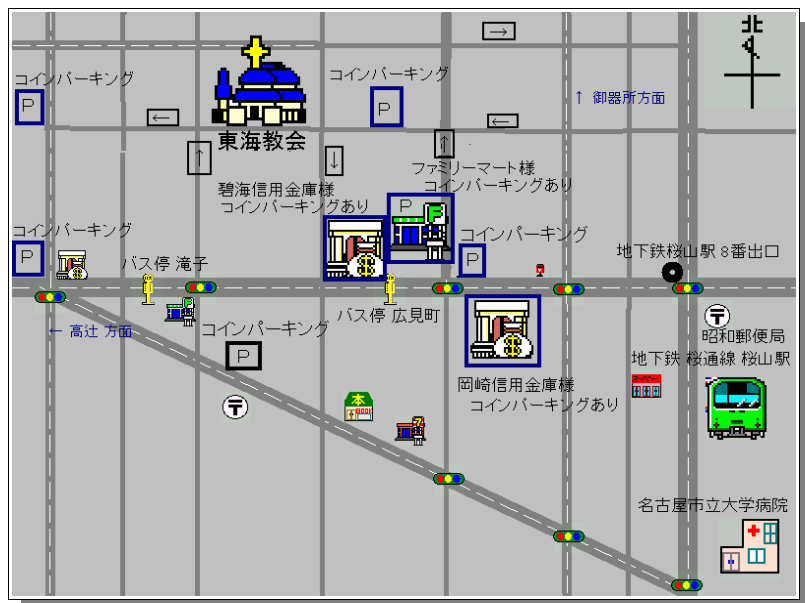 北
→
コインパーキング
P
東海教会
コインパーキング
P
↑ 御器所方面
←
←
↑
↓
↑
碧海信用金庫様
コインパーキングあり
ファミリーマート様
コインパーキングあり
P
F
コインパーキング
P
バス停 滝子
コインパーキング
P
地下鉄桜山駅 8番出口
← 高辻 方面
コインパーキング
P
バス停 広見町
岡崎信用金庫様
コインパーキングあり
〒
昭和郵便局
地下鉄 桜通線 桜山駅
スーパー
本
〒
名古屋市立大学病院